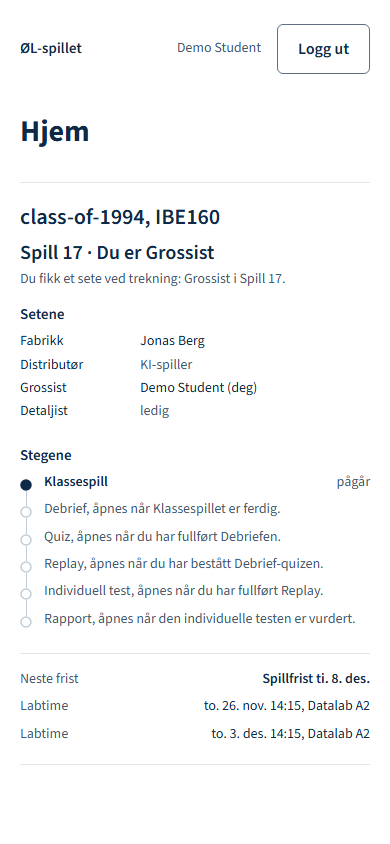 ØL-spillet
Demo Student
Logg ut
Hjem
class-of-1994, IBE160
Spill 17 · Du er Grossist
Du fikk et sete ved trekning: Grossist i Spill 17.
Setene
Fabrikk Jonas Berg
Distributør KI-spiller
Grossist Demo Student (deg)
Detaljist ledig
Stegene
Klassespill pågår
Debrief, åpnes når Klassespillet er ferdig.
Quiz, åpnes når du har fullført Debriefen.
Replay, åpnes når du har bestått Debrief-quizen.
Individuell test, åpnes når du har fullført Replay.
Rapport, åpnes når den individuelle testen er vurdert.
Neste frist Spillfrist ti. 8. des.
Labtime to. 26. nov. 14:15, Datalab A2
Labtime to. 3. des. 14:15, Datalab A2